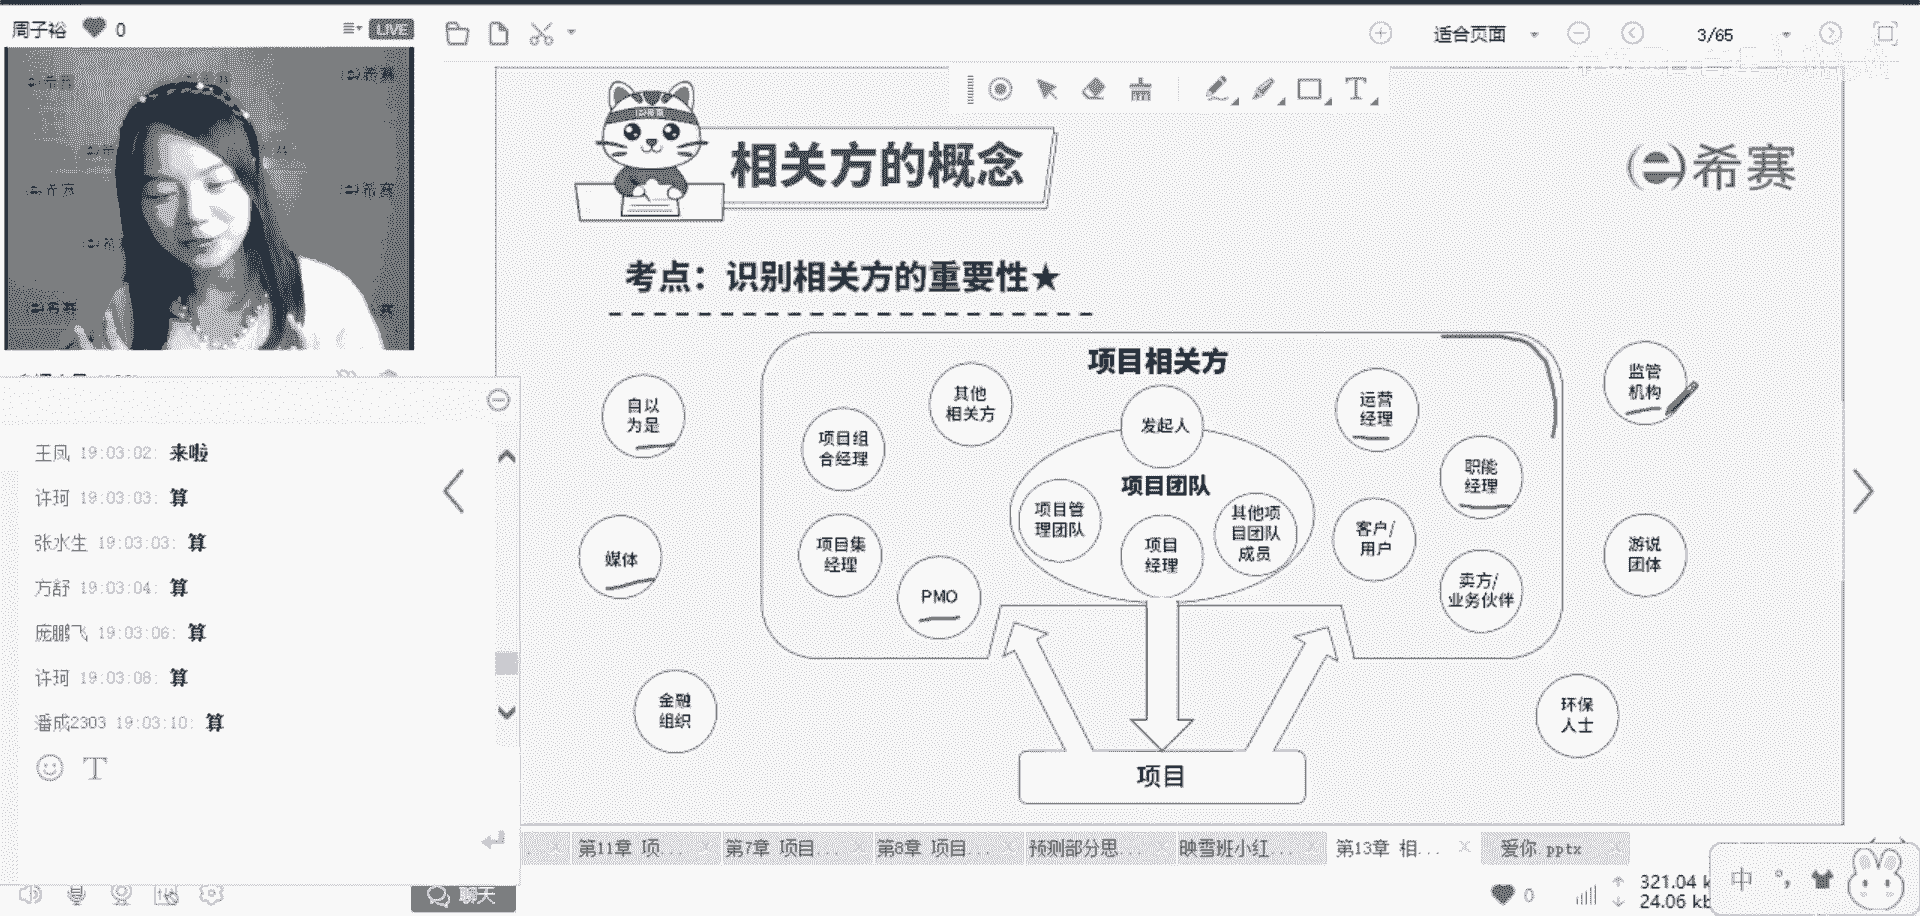 周子裕 0
LIVE
适合页面
3/65
相关方的概念
希赛
考点：识别相关方的重要性★
项目相关方
自以
为是
媒体
金融
组织
项目组
合经理
项目集
经理
其他
相关方
PMO
发起人
项目团队
项目管
理团队
项目
经理
其他项
目团队
成员
运营
经理
职能
经理
客户/
用户
卖方/
业务伙伴
监管
机构
游说
团体
环保
人士
项目
王凤 19:03:02: 来啦
许珂 19:03:03: 算
张水生 19:03:03: 算
方舒 19:03:04: 算
庞鹏飞 19:03:06: 算
许珂 19:03:08: 算
潘成2303 19:03:10: 算
聊天
第11章 项...
第7章 项目...
第8章 项目...
预测部分思...
映雪班小红...
第13章 相...
爱你.pptx
0
321.04 k
24.06 kb
中